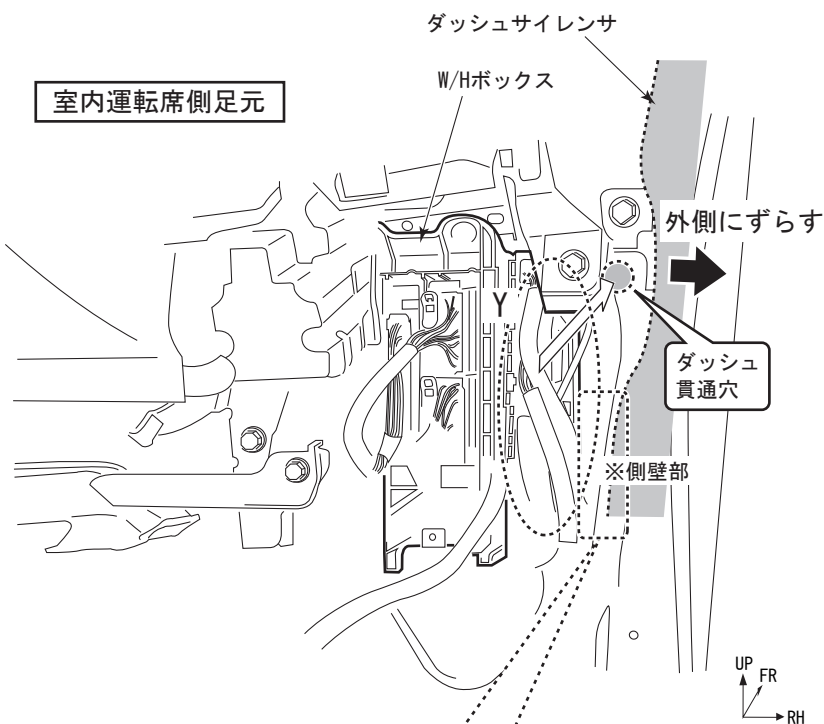 ダッシュサイレンサ
W/Hボックス
室内運転席側足元
外側にずらす
Y
ダッシュ
貫通穴
※側壁部
UP
FR
RH